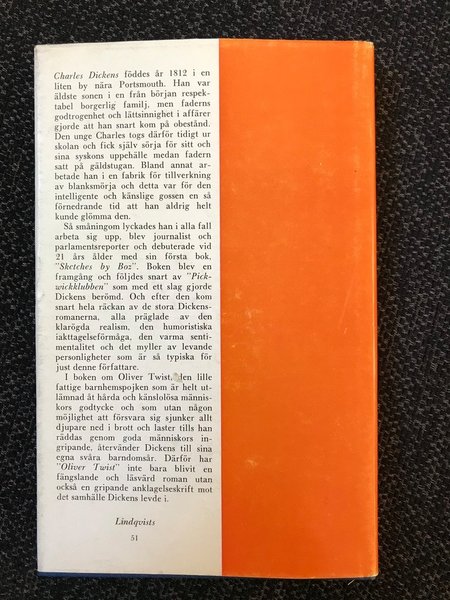 Charles Dickens föddes år 1812 i en
liten by nära Portsmouth. Han var
äldste sonen i en från början respek-
tabel borgerlig familj, men faderns
godtrogenhet och lättsinnighet i affärer
gjorde att han snart kom på obestånd.
Den unge Charles togs därför tidigt ur
skolan och fick själv sörja för sitt och
sina syskons uppehälle medan fadern
satt på gäldstugan. Bland annat ar-
betade han i en fabrik för tillverkning
av blanksmörja och detta var för den
intelligente och känslige gossen en så
förnedrande tid att han aldrig helt
kunde glömma den.
Så småningom lyckades han i alla fall
arbeta sig upp, blev journalist och
parlamentsreporter och debuterade vid
21 års ålder med sin första bok,
"Sketches by Boz". Boken blev en
framgång och följdes snart av "Pick-
wickklubben" som med ett slag gjorde
Dickens berömd. Och efter den kom
snart hela räckan av de stora Dickens-
romanerna, alla präglade av den
klarögda realism, den humoristiska
iakttagelseförmåga, den varma senti-
mentalitet och det myller av levande
personligheter som är så typiska för
just denne författare.
I boken om Oliver Twist, den lille
fattige barnhemspojken som är helt ut-
lämnad åt hårda och känslolösa männis-
kors godtycke och som utan någon
möjlighet att försvara sig sjunker allt
djupare ned i brott och laster tills han
räddas genom goda människors in-
gripande, återvänder Dickens till sina
egna svåra barndomsår. Därför har
"Oliver Twist" inte bara blivit en
fängslande och läsvärd roman utan
också en gripande anklagelseskrift mot
det samhälle Dickens levde i.
Lindqvists
51